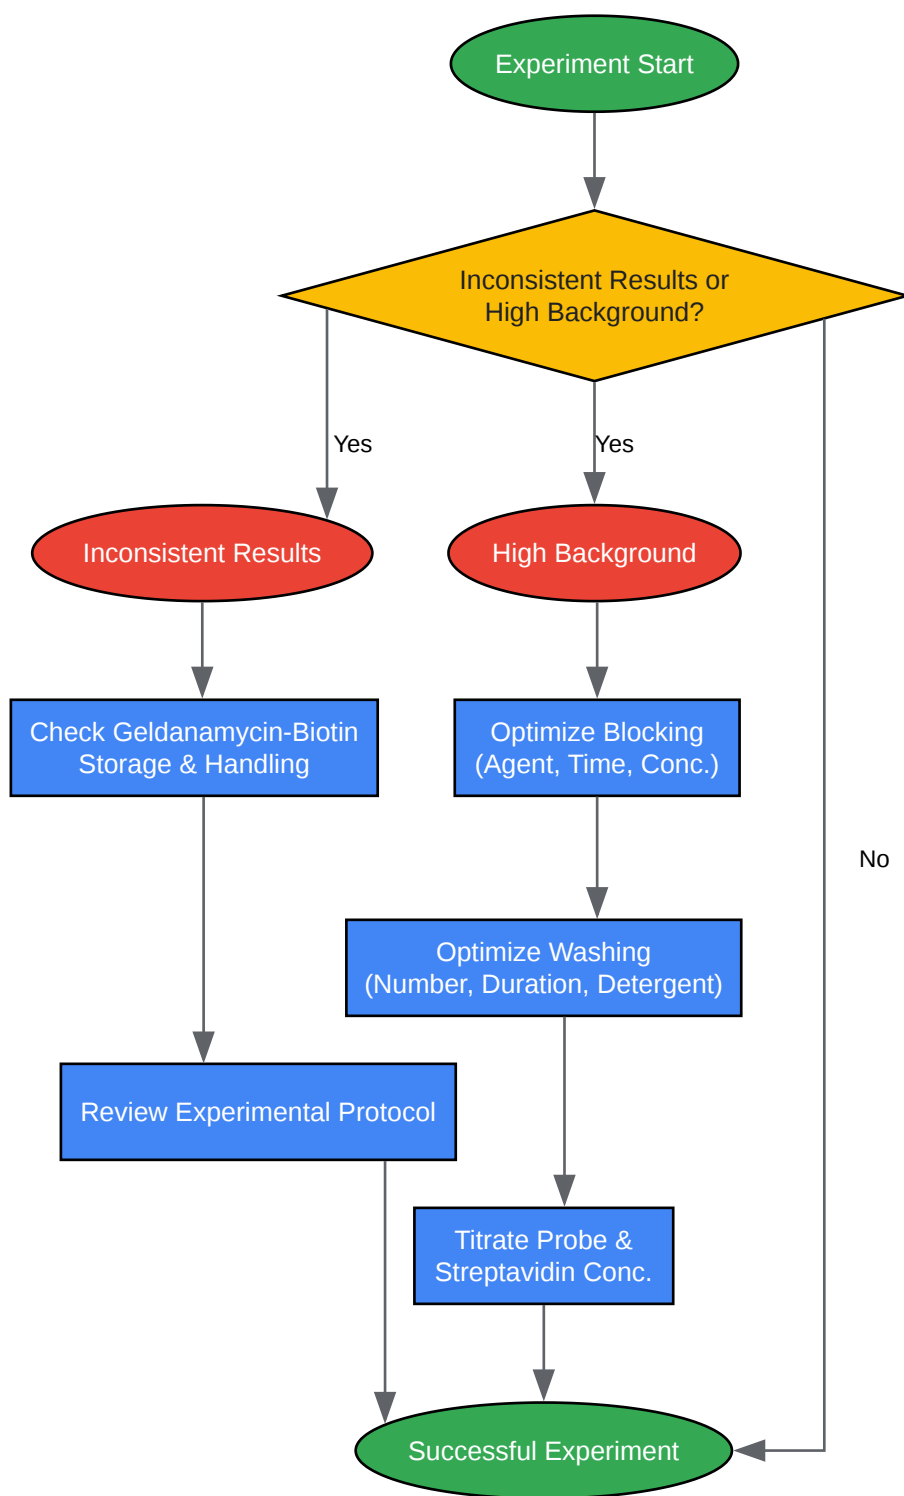 Experiment Start
Inconsistent Results or
High Background?
Yes
Yes
Inconsistent Results
High Background
Check Geldanamycin-Biotin
Storage & Handling
Optimize Blocking
(Agent, Time, Conc.)
No
Optimize Washing
(Number, Duration, Detergent)
Review Experimental Protocol
Titrate Probe &
Streptavidin Conc.
Successful Experiment